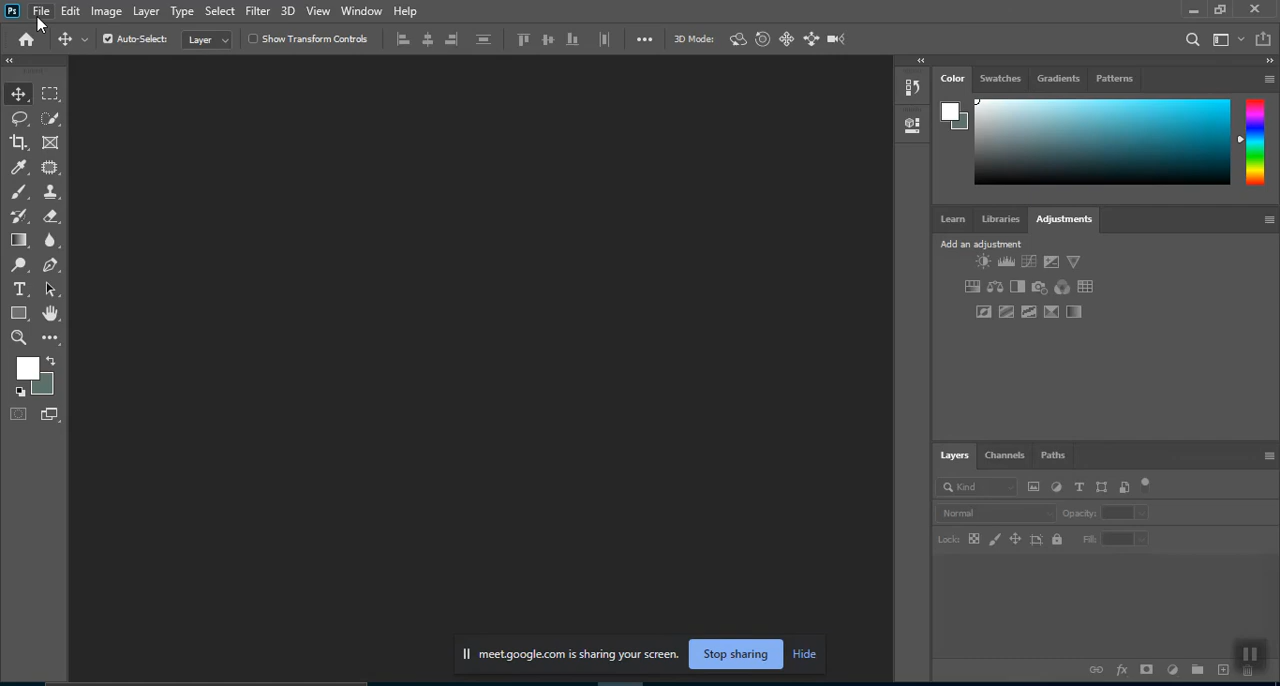 Ps File Edit Image Layer Type Select Filter 3D View Window Help
Auto-Select: Layer Show Transform Controls 3D Mode:
Color Swatches Gradients Patterns
Learn Libraries Adjustments
Add an adjustment
T
Layers Channels Paths
Kind T
Normal Opacity:
Lock: Fill:
fx
meet.google.com is sharing your screen. Stop sharing Hide